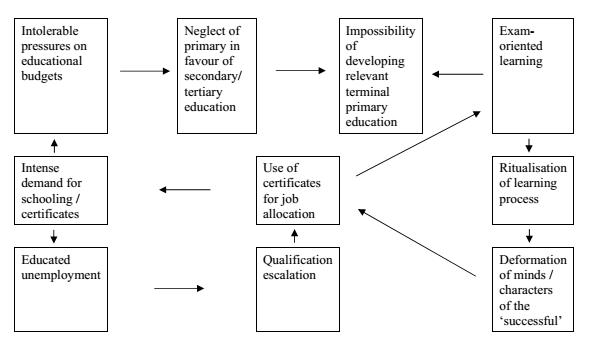 Intolerable
pressures on
educational
budgets
Neglect of
primary in
favour of
secondary/
tertiary
education
Impossibility
of
developing
relevant
terminal
primary
education
Exam-
oriented
learning
Intense
demand for
schooling /
certificates
Use of
certificates
for job
allocation
Ritualisation
of learning
process
Educated
unemployment
Qualification
escalation
Deformation
of minds /
characters
of the
‘successful’